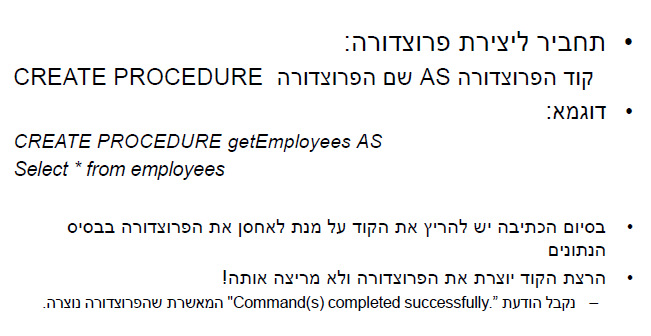 • תחביר ליצירת פרוצדורה:
CREATE PROCEDURE שם הפרוצדורה AS קוד הפרוצדורה
• דוגמא:
CREATE PROCEDURE getEmployees AS
Select * from employees
• בסיום הכתיבה יש להריץ את הקוד על מנת לאחסן את הפרוצדורה בבסיס
הנתונים
• הרצת הקוד יוצרת את הפרוצדורה ולא מריצה אותה!
– נקבל הודעת "Command(s) completed successfully.” המאשרת שהפרוצדורה נוצרה.